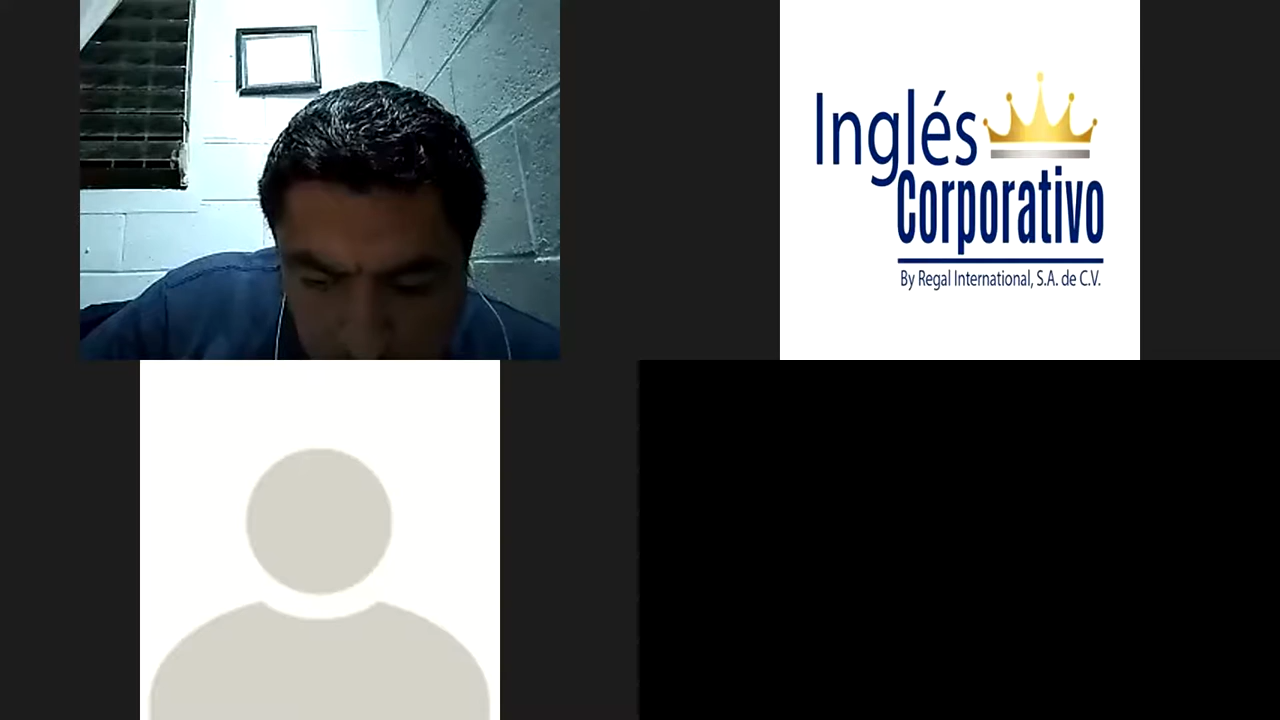 Inglés
Corporativo
By Regal International, S.A. de C.V.